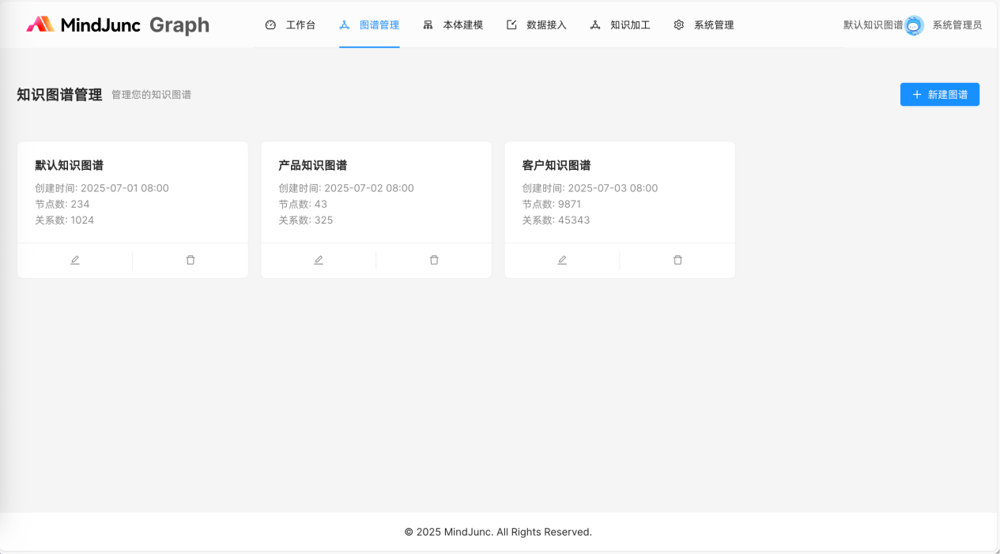 MindJunc Graph
工作台 图谱管理 本体建模 数据接入 知识加工 系统管理 默认知识图谱 系统管理员
知识图谱管理 管理您的知识图谱 + 新建图谱
默认知识图谱
创建时间: 2025-07-01 08:00
节点数: 234
关系数: 1024
产品知识图谱
创建时间: 2025-07-02 08:00
节点数: 43
关系数: 325
客户知识图谱
创建时间: 2025-07-03 08:00
节点数: 9871
关系数: 45343
© 2025 MindJunc. All Rights Reserved.